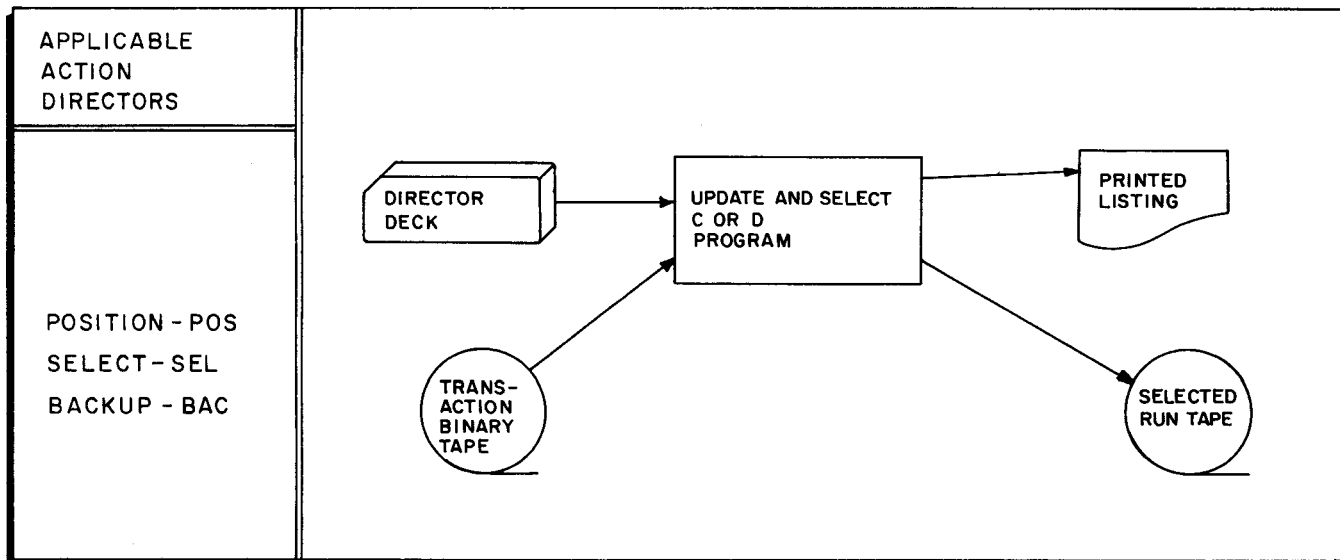 APPLICABLE
ACTION
DIRECTORS
POSITION - POS
SELECT - SEL
BACKUP - BAC
DIRECTOR
DECK
UPDATE AND SELECT
C OR D
PROGRAM
PRINTED
LISTING
TRANS-
ACTION
BINARY
TAPE
SELECTED
RUN TAPE